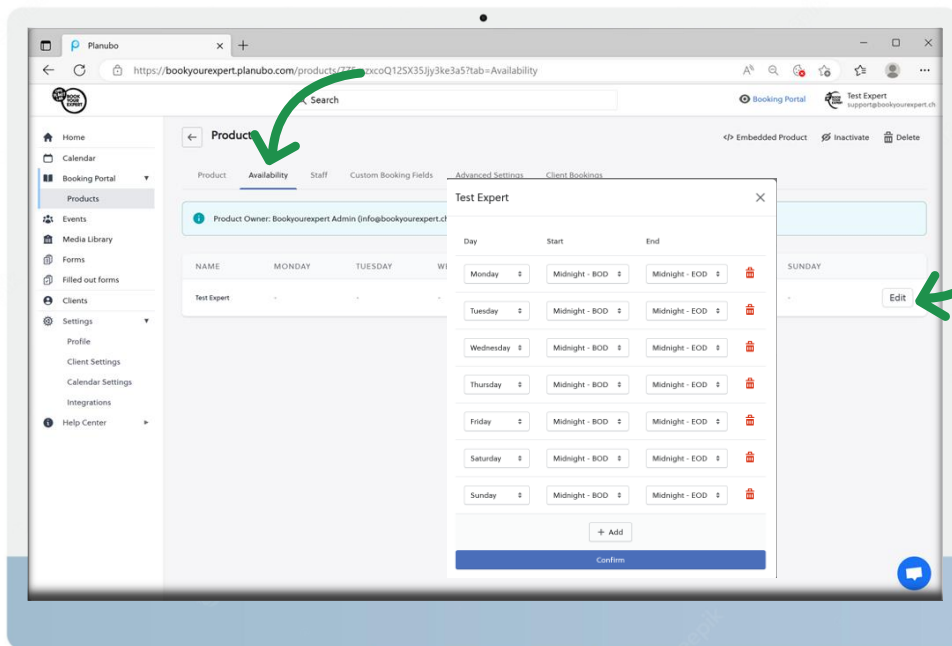 Planubo
https://bookyourexpert.planubo.com/products/
?tab=Availability
BOOK
YOUR
EXPERT
Search
Booking Portal
Test Expert
support@bookyourexpert.ch
Home
Calendar
Booking Portal
Products
Events
Media Library
Forms
Filled out forms
Clients
Settings
Profile
Client Settings
Calendar Settings
Integrations
Help Center
Product
Embedded Product
Inactivate
Delete
Product Availability Staff Custom Booking Fields Advanced Settings Client Bookings
Product Owner: Bookyourexpert Admin (info@bookyourexpert.ch
NAME MONDAY TUESDAY SUNDAY
Test Expert - - - - Edit
Test Expert
Day Start End
Monday Midnight - BOD Midnight - EOD
Tuesday Midnight - BOD Midnight - EOD
Wednesday Midnight - BOD Midnight - EOD
Thursday Midnight - BOD Midnight - EOD
Friday Midnight - BOD Midnight - EOD
Saturday Midnight - BOD Midnight - EOD
Sunday Midnight - BOD Midnight - EOD
+ Add
Confirm